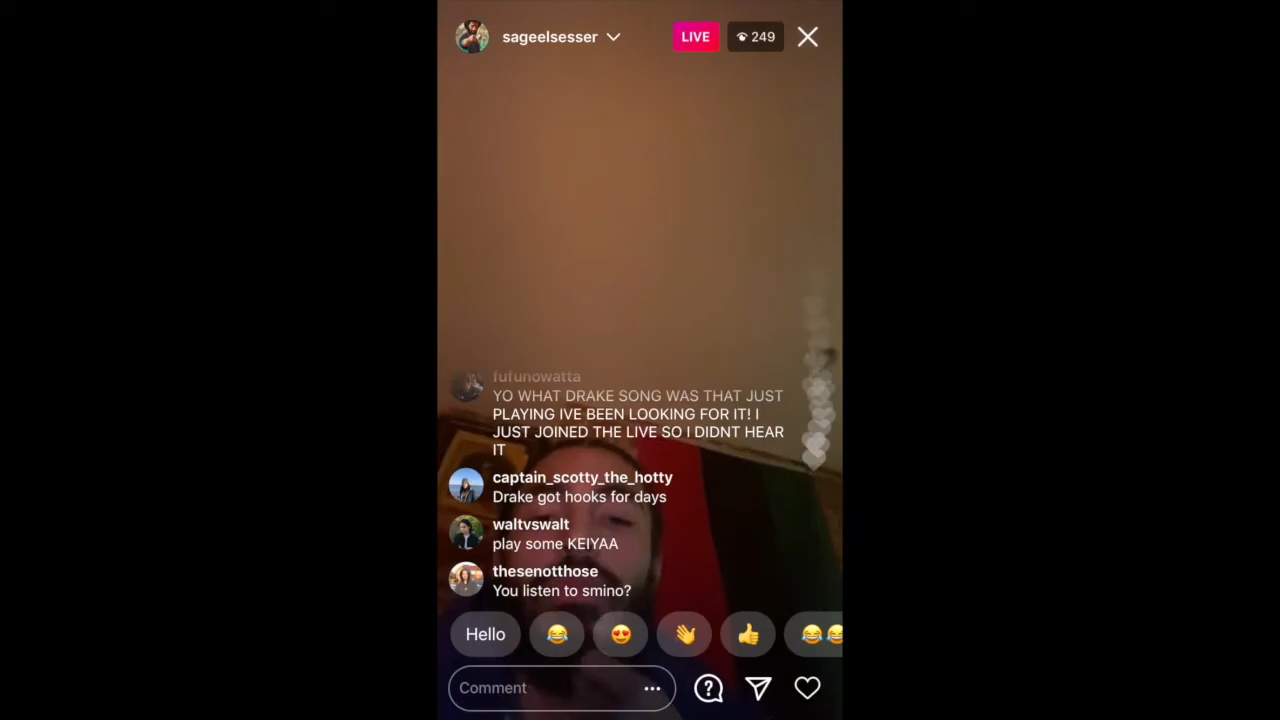 sageelsesser
LIVE
249
fufunowatta
YO WHAT DRAKE SONG WAS THAT JUST
PLAYING IVE BEEN LOOKING FOR IT! I
JUST JOINED THE LIVE SO I DIDNT HEAR
IT
captain_scotty_the_hotty
Drake got hooks for days
waltvswalt
play some KEIYAA
thesenotthose
You listen to smino?
Hello
Comment